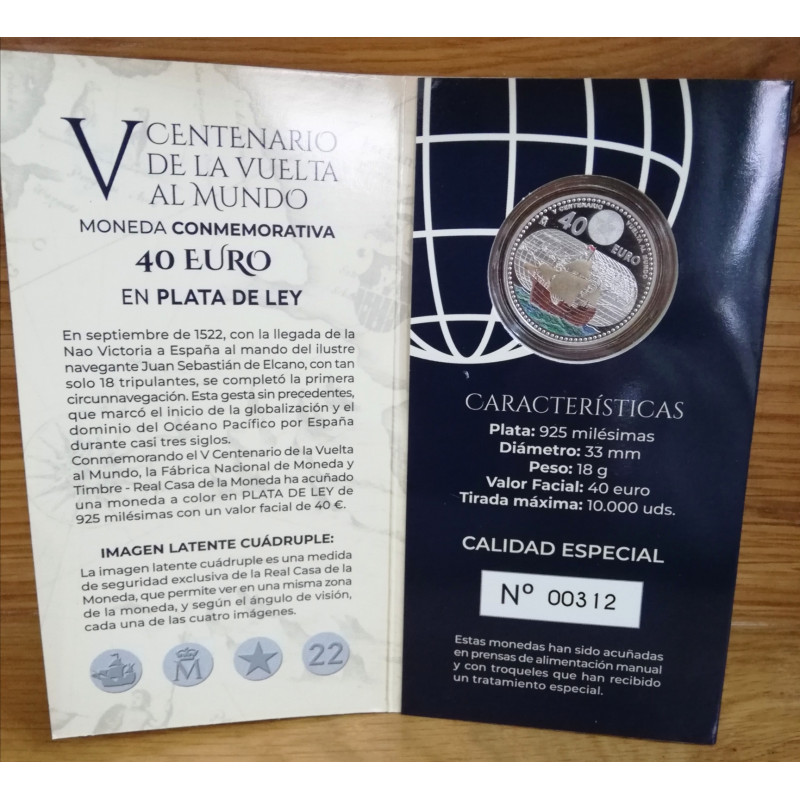 V CENTENARIO
DE LA VUELTA
AL MUNDO
MONEDA CONMEMORATIVA
40 EURO
EN PLATA DE LEY
En septiembre de 1522, con la llegada de la
Nao Victoria a España al mando del ilustre
navegante Juan Sebastián de Elcano, con tan
solo 18 tripulantes, se completó la primera
circunnavegación. Esta gesta sin precedentes,
que marcó el inicio de la globalización y el
dominio del Océano Pacífico por España
durante casi tres siglos.
Conmemorando el V Centenario de la Vuelta
al Mundo, la Fábrica Nacional de Moneda y
Timbre - Real Casa de la Moneda ha acuñado
una moneda a color en PLATA DE LEY de
925 milésimas con un valor facial de 40 €.
IMAGEN LATENTE CUÁDRUPLE:
La imagen latente cuádruple es una medida
de seguridad exclusiva de la Real Casa de la
Moneda, que permite ver en una misma zona
de la moneda, y según el ángulo de visión,
cada una de las cuatro imágenes.
M
22
V CENTENARIO VUELTA AL MUNDO
40
EURO
CARACTERÍSTICAS
Plata: 925 milésimas
Diámetro: 33 mm
Peso: 18 g
Valor Facial: 40 euro
Tirada máxima: 10.000 uds.
CALIDAD ESPECIAL
Nº 00312
Estas monedas han sido acuñadas
en prensas de alimentación manual
y con troqueles que han recibido
un tratamiento especial.